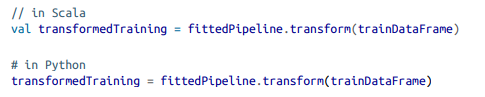 // in Scala
val transformedTraining = fittedPipeline.transform(trainDataFrame)
# in Python
transformedTraining = fittedPipeline.transform(trainDataFrame)